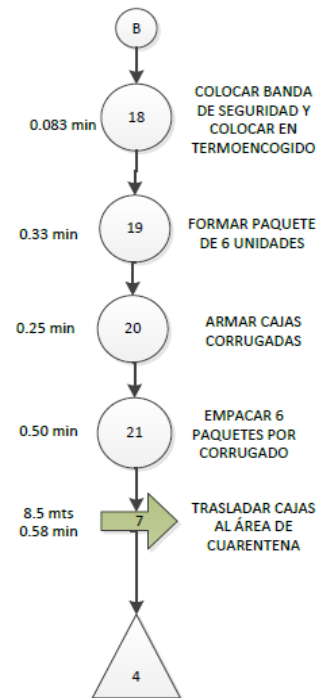 B
0.083 min
18
COLOCAR BANDA
DE SEGURIDAD Y
COLOCAR EN
TERMOENCOGIDO
0.33 min
19
FORMAR PAQUETE
DE 6 UNIDADES
0.25 min
20
ARMAR CAJAS
CORRUGADAS
0.50 min
21
EMPACAR 6
PAQUETES POR
CORRUGADO
8.5 mts
0.58 min
7
TRASLADAR CAJAS
AL ÁREA DE
CUARENTENA
4